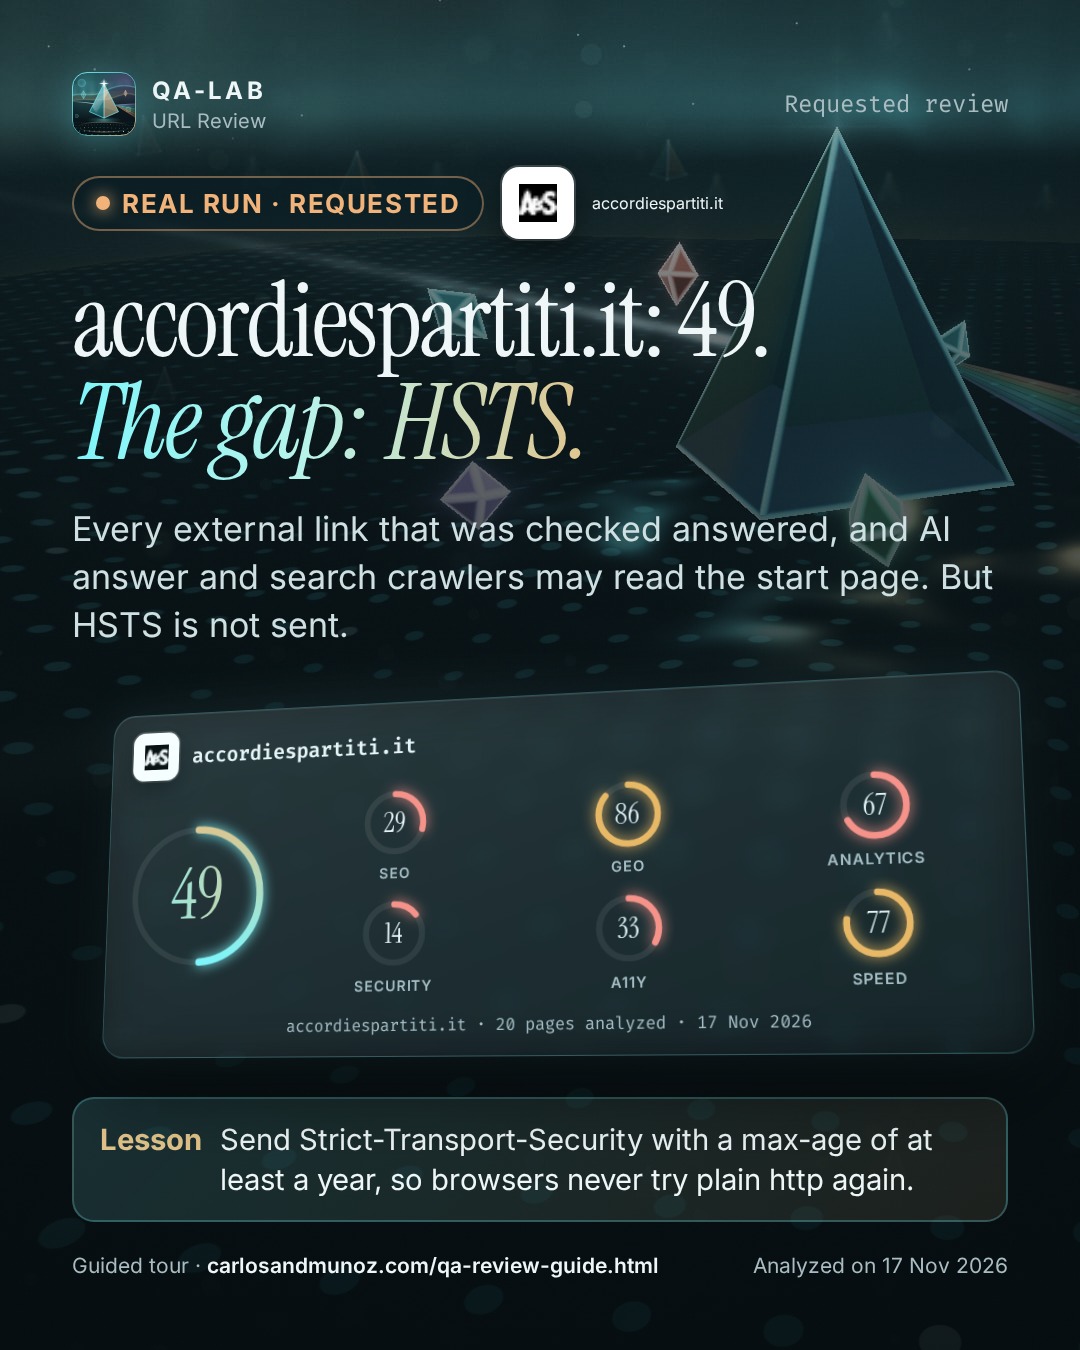 QA-LAB
URL Review
Requested review
REAL RUN · REQUESTED
AeS
accordiespartiti.it
accordiespartiti.it: 49.
The gap: HSTS.
Every external link that was checked answered, and AI
answer and search crawlers may read the start page. But
HSTS is not sent.
AeS
accordiespartiti.it
49
29
SEO
86
GEO
67
ANALYTICS
14
SECURITY
33
A11Y
77
SPEED
accordiespartiti.it · 20 pages analyzed · 17 Nov 2026
Lesson
Send Strict-Transport-Security with a max-age of at
least a year, so browsers never try plain http again.
Guided tour · carlosandmunoz.com/qa-review-guide.html
Analyzed on 17 Nov 2026